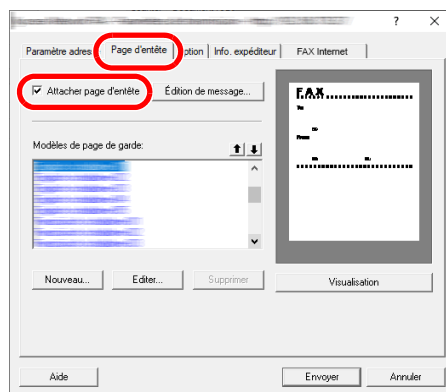 ? X
Paramètre adres Page d'entête ption Info. expéditeur FAX Internet
Attacher page d'entête Édition de message...
FAX
Modèles de page de garde:
Nouveau... Editer... Supprimer Visualisation
Aide Envoyer Annuler